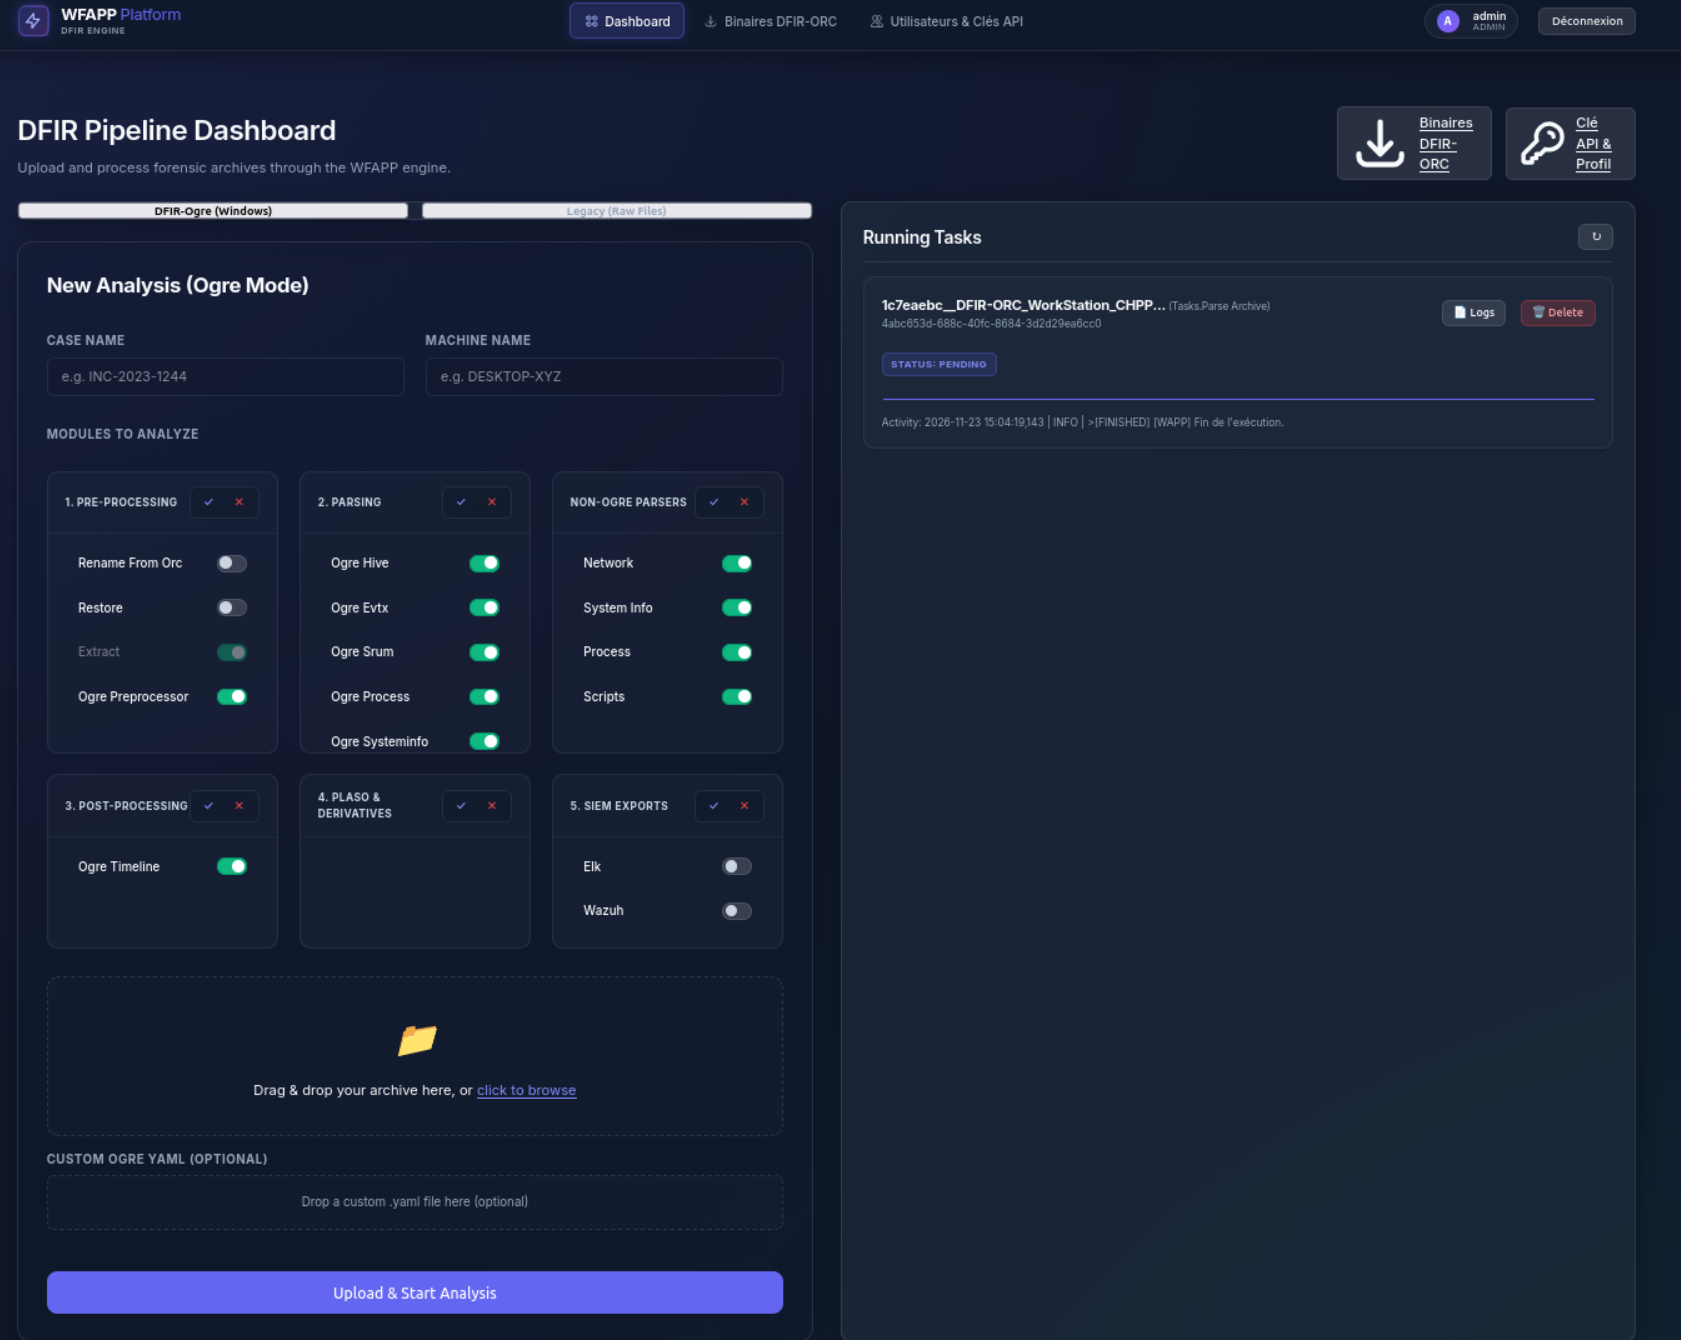 WFAPP Platform
DFIR ENGINE
Dashboard
Binaires DFIR-ORC
Utilisateurs & Clés API
A
admin
ADMIN
Déconnexion
DFIR Pipeline Dashboard
Upload and process forensic archives through the WFAPP engine.
Binaires
DFIR-
ORC
Clé
API &
Profil
DFIR-Ogre (Windows)
Legacy (Raw Files)
New Analysis (Ogre Mode)
CASE NAME
MACHINE NAME
e.g. INC-2023-1244
e.g. DESKTOP-XYZ
MODULES TO ANALYZE
1. PRE-PROCESSING
Rename From Orc
Restore
Extract
Ogre Preprocessor
2. PARSING
Ogre Hive
Ogre Evtx
Ogre Srum
Ogre Process
Ogre Systeminfo
NON-OGRE PARSERS
Network
System Info
Process
Scripts
3. POST-PROCESSING
Ogre Timeline
4. PLASO &
DERIVATIVES
5. SIEM EXPORTS
Elk
Wazuh
Drag & drop your archive here, or click to browse
CUSTOM OGRE YAML (OPTIONAL)
Drop a custom .yaml file here (optional)
Upload & Start Analysis
Running Tasks
1c7eaebc__DFIR-ORC_WorkStation_CHPP... (Tasks.Parse Archive)
4abc653d-688c-40fc-8684-3d2d29ea6cc0
Logs
Delete
STATUS: PENDING
Activity: 2026-11-23 15:04:19,143 | INFO | >[FINISHED] [WAPP] Fin de l'exécution.